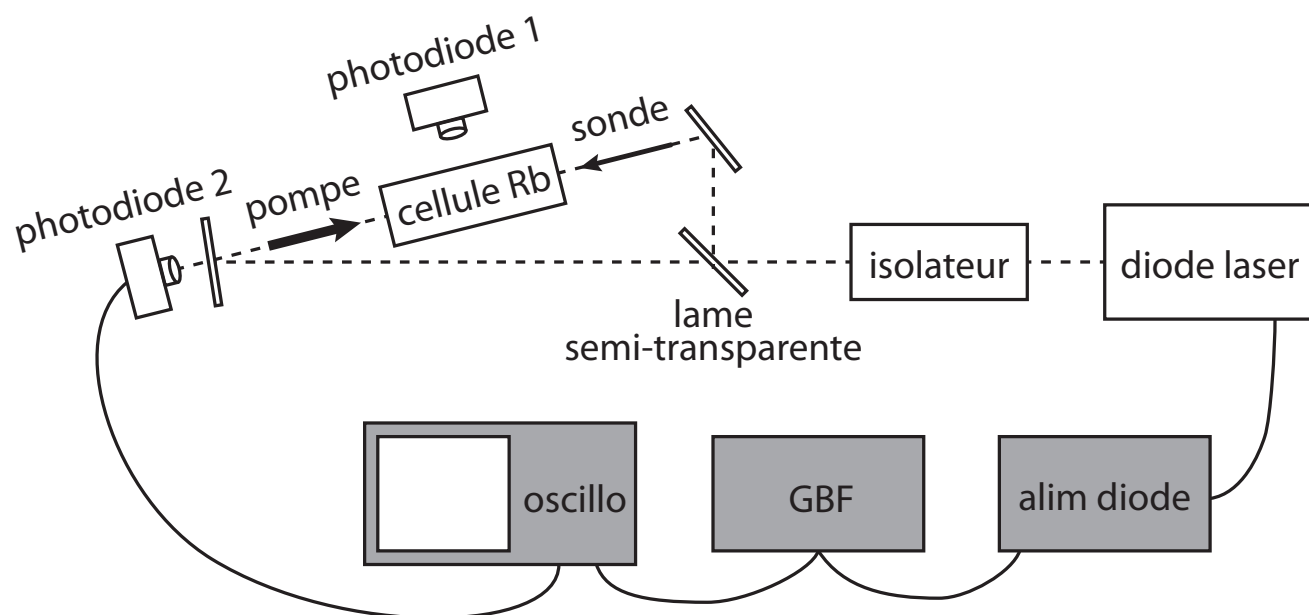 photodiode 1
sonde
cellule Rb
pompe
photodiode 2
isolateur
diode laser
lame
semi-transparente
oscillo
GBF
alim diode